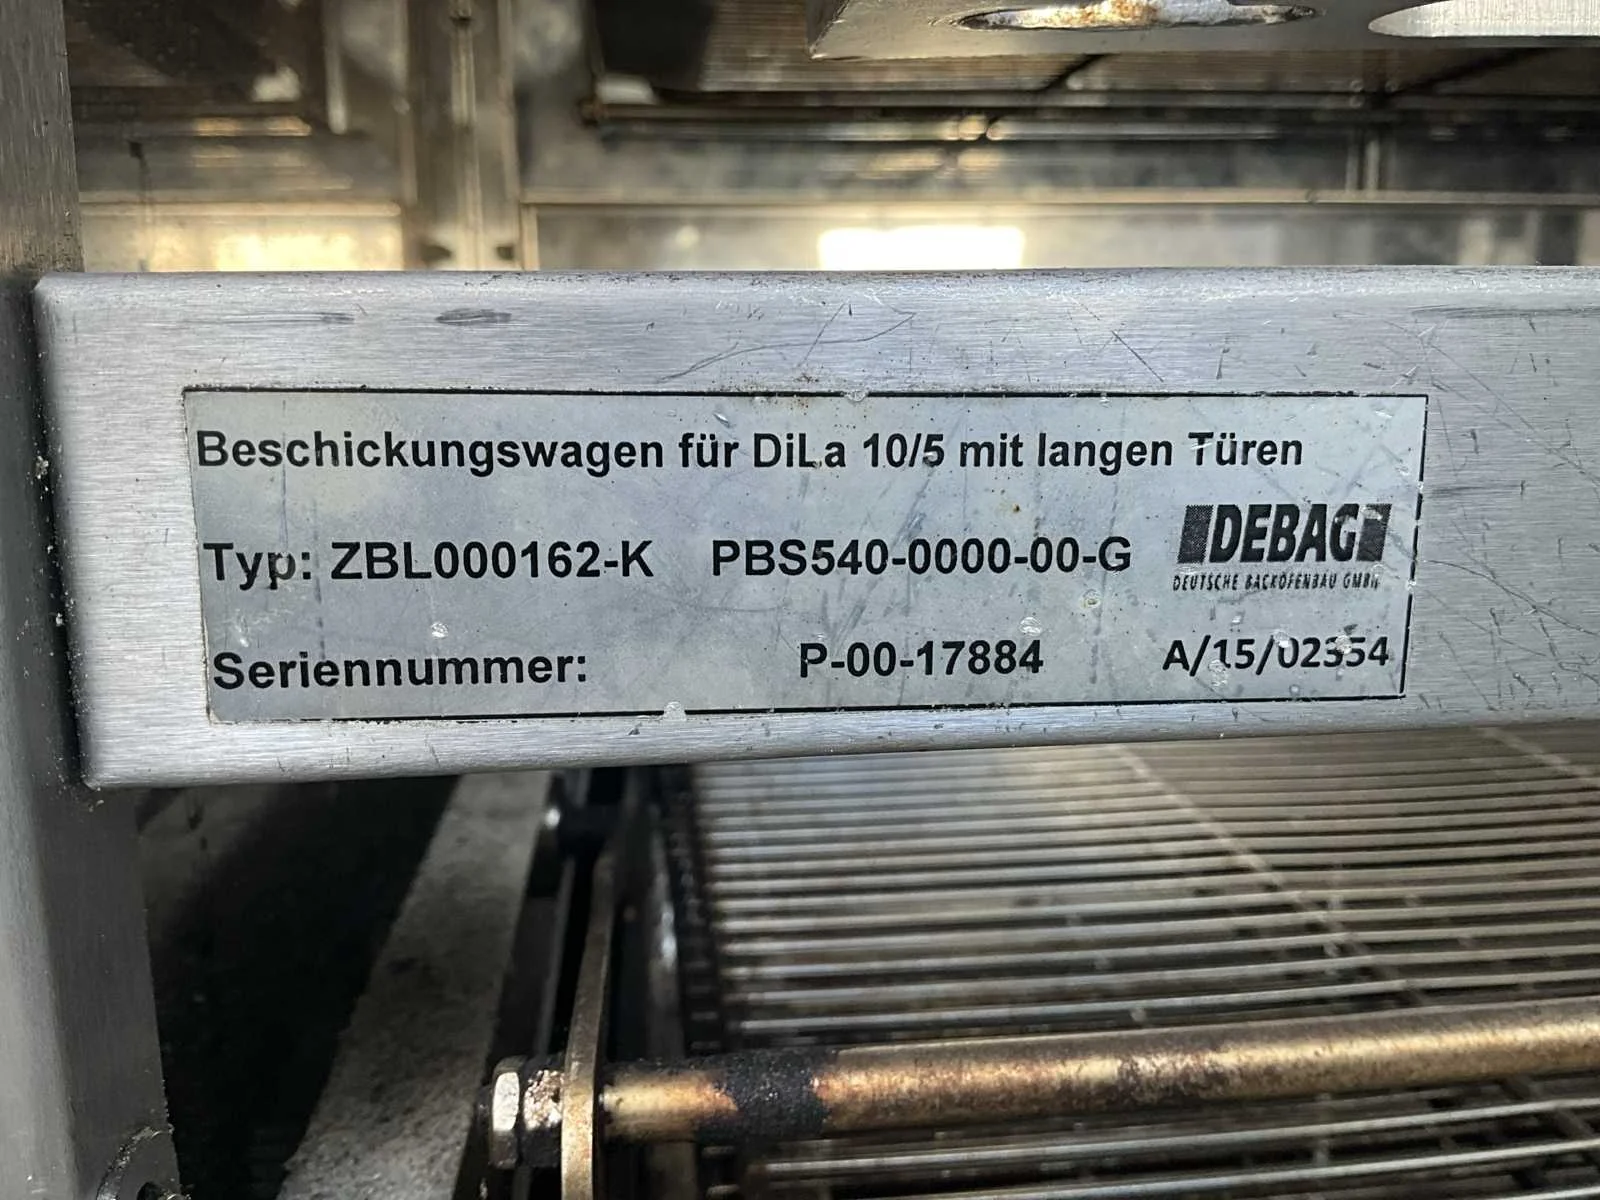 Beschickungswagen für DiLa 10/5 mit langen Türen
Typ: ZBL000162-K PBS540-0000-00-G
DEBAG
DEUTSCHE BACKOFENBAU GMBH
Seriennummer: P-00-17884 A/15/02354